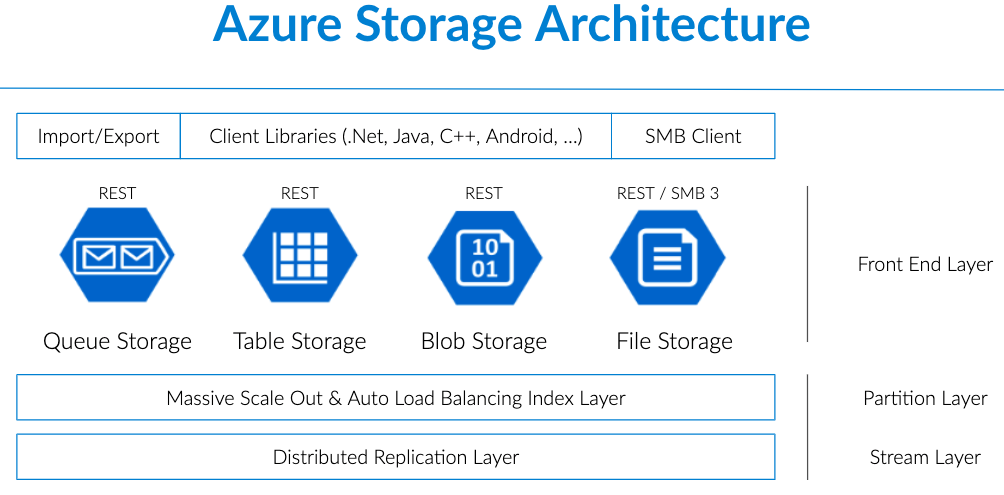 Azure Storage Architecture
Import/Export
Client Libraries (.Net, Java, C++, Android, ...)
SMB Client
REST
REST
REST
REST / SMB 3
10
01
Front End Layer
Queue Storage
Table Storage
Blob Storage
File Storage
Massive Scale Out & Auto Load Balancing Index Layer
Partition Layer
Distributed Replication Layer
Stream Layer